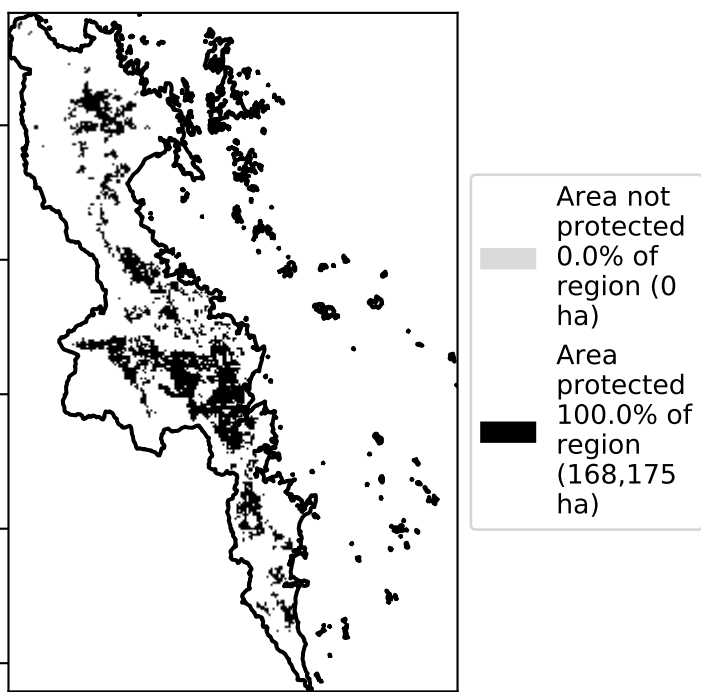 Area not
protected
0.0% of
region (0
ha)
Area
protected
100.0% of
region
(168,175
ha)